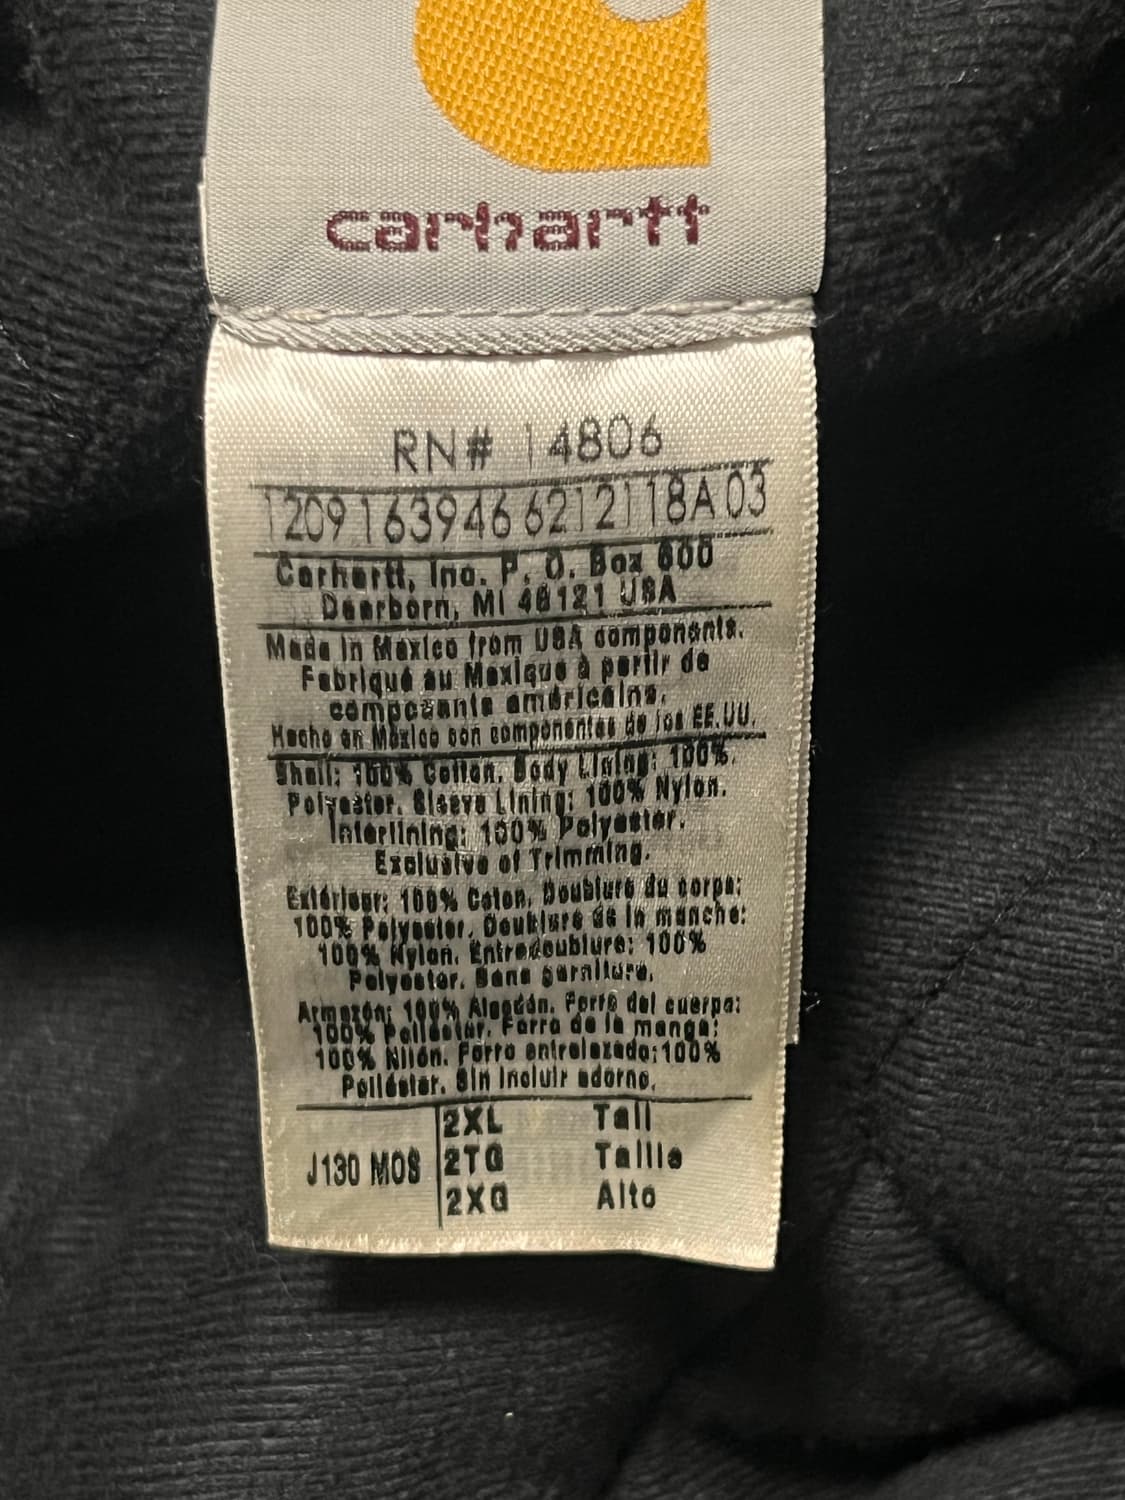 carhartt
RN# 14806
1209 163946 6212118A 03
Carhartt, Inc. P. O. Box 600
Dearborn, MI 48121 USA
Made in Mexico from USA components.
Fabriqué au Mexique à partir de
composants américains.
Hecho en México con componentes de los EE.UU.
Shell: 100% Cotton. Body Lining: 100%
Polyester. Sleeve Lining: 100% Nylon.
Interlining: 100% Polyester.
Exclusive of Trimming.
Extérieur: 100% Coton. Doublure du corps:
100% Polyester. Doublure de la manche:
100% Nylon. Entredoublure: 100%
Polyester. Sans garniture.
Armazón: 100% Algodón. Forro del cuerpo:
100% Poliéster. Forro de la manga:
100% Nilón. Forro entrelazado: 100%
Poliéster. Sin incluir adorno.
J130 MOS
2XL Tall
2TG Taille
2XG Alto